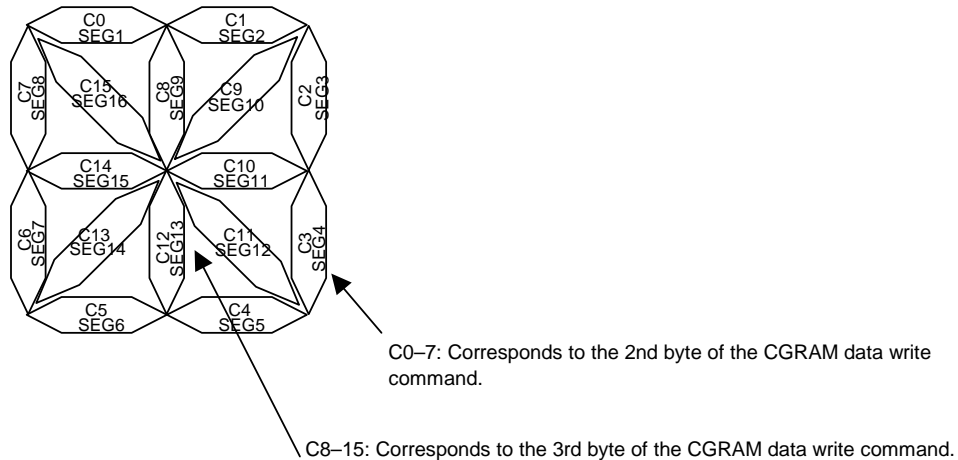 C0
SEG1
C1
SEG2
C7
SEG8
C15
SEG16
C8
SEG9
C9
SEG10
C2
SEG3
C14
SEG15
C10
SEG11
C6
SEG7
C13
SEG14
C12
SEG13
C11
SEG12
C3
SEG4
C5
SEG6
C4
SEG5
C0–7: Corresponds to the 2nd byte of the CGRAM data write
command.
C8–15: Corresponds to the 3rd byte of the CGRAM data write command.